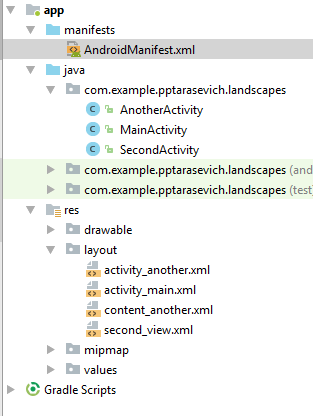 app
manifests
AndroidManifest.xml
java
com.example.pptarasevich.landscapes
AnotherActivity
MainActivity
SecondActivity
com.example.pptarasevich.landscapes (and
com.example.pptarasevich.landscapes (test)
res
drawable
layout
activity_another.xml
activity_main.xml
content_another.xml
second_view.xml
mipmap
values
Gradle Scripts